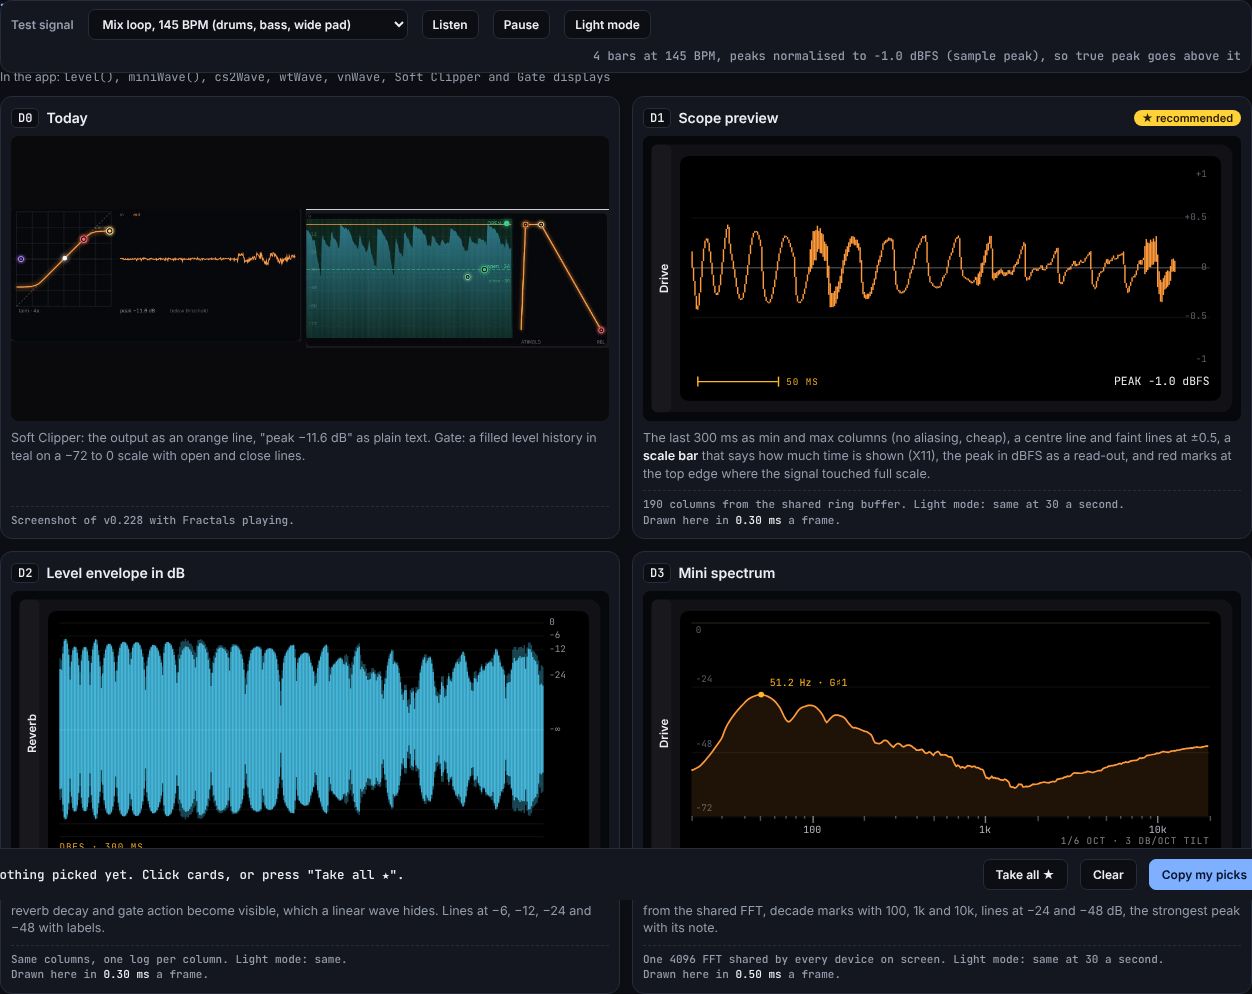 Test signal
Mix loop, 145 BPM (drums, bass, wide pad)
Listen
Pause
Light mode
4 bars at 145 BPM, peaks normalised to -1.0 dBFS (sample peak), so true peak goes above it
In the app: level(), miniWave(), cs2Wave, wtWave, vnWave, Soft Clipper and Gate displays
D0 Today
peak -11.6 dB
below threshold
Soft Clipper: the output as an orange line, "peak −11.6 dB" as plain text. Gate: a filled level history in
teal on a −72 to 0 scale with open and close lines.
Screenshot of v0.228 with Fractals playing.
D1 Scope preview
★ recommended
Drive
+1
+0.5
0
-0.5
-1
50 MS
PEAK -1.0 dBFS
The last 300 ms as min and max columns (no aliasing, cheap), a centre line and faint lines at ±0.5, a
scale bar that says how much time is shown (X11), the peak in dBFS as a read-out, and red marks at
the top edge where the signal touched full scale.
190 columns from the shared ring buffer. Light mode: same at 30 a second.
Drawn here in 0.30 ms a frame.
D2 Level envelope in dB
Reverb
0
-6
-12
-24
-∞
DBFS · 300 MS
D3 Mini spectrum
Drive
0
-24
-48
-72
51.2 Hz · G♯1
100
1k
10k
1/6 OCT · 3 DB/OCT TILT
othing picked yet. Click cards, or press "Take all ★".
Take all ★
Clear
Copy my picks
reverb decay and gate action become visible, which a linear wave hides. Lines at −6, −12, −24 and
−48 with labels.
Same columns, one log per column. Light mode: same.
Drawn here in 0.30 ms a frame.
from the shared FFT, decade marks with 100, 1k and 10k, lines at −24 and −48 dB, the strongest peak
with its note.
One 4096 FFT shared by every device on screen. Light mode: same at 30 a second.
Drawn here in 0.50 ms a frame.